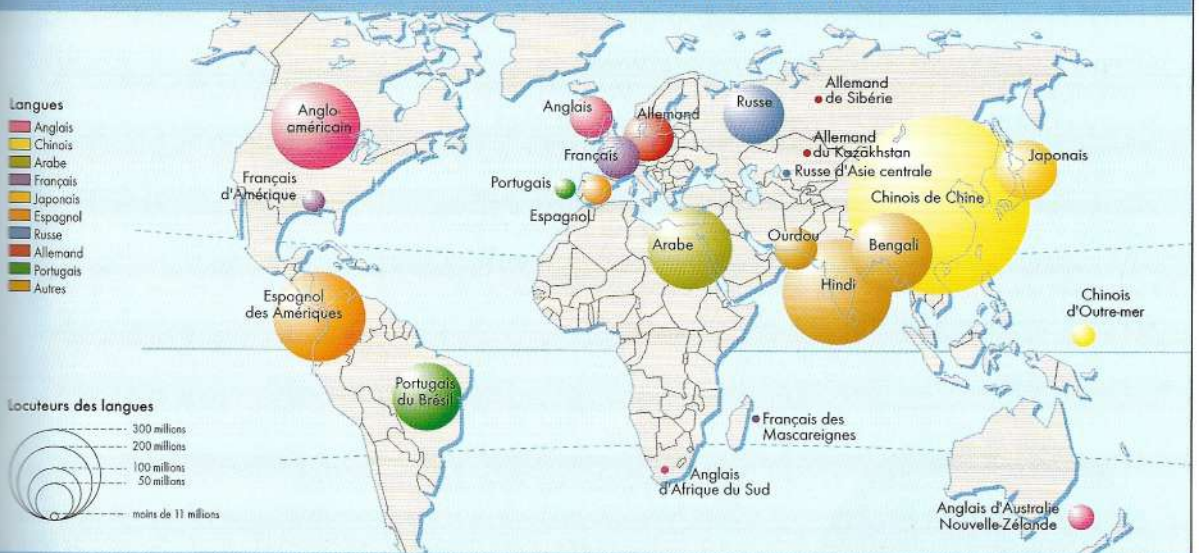 Langues
Anglais
Chinois
Arabe
Français
Japonais
Espagnol
Russe
Allemand
Portugais
Autres
Locuteurs des langues
300 millions
200 millions
100 millions
50 millions
moins de 11 millions
Anglo-
américain
Français
d'Amérique
Espagnol
des Amériques
Portugais
du Brésil
Anglais
Allemand
Français
Portugais
Espagnol
Russe
Allemand
de Sibérie
Allemand
du Kazakhstan
Russe d'Asie centrale
Arabe
Ourdou
Hindi
Bengali
Chinois de Chine
Japonais
Chinois
d'Outre-mer
Français des
Mascareignes
Anglais
d'Afrique du Sud
Anglais d'Australie
Nouvelle-Zélande